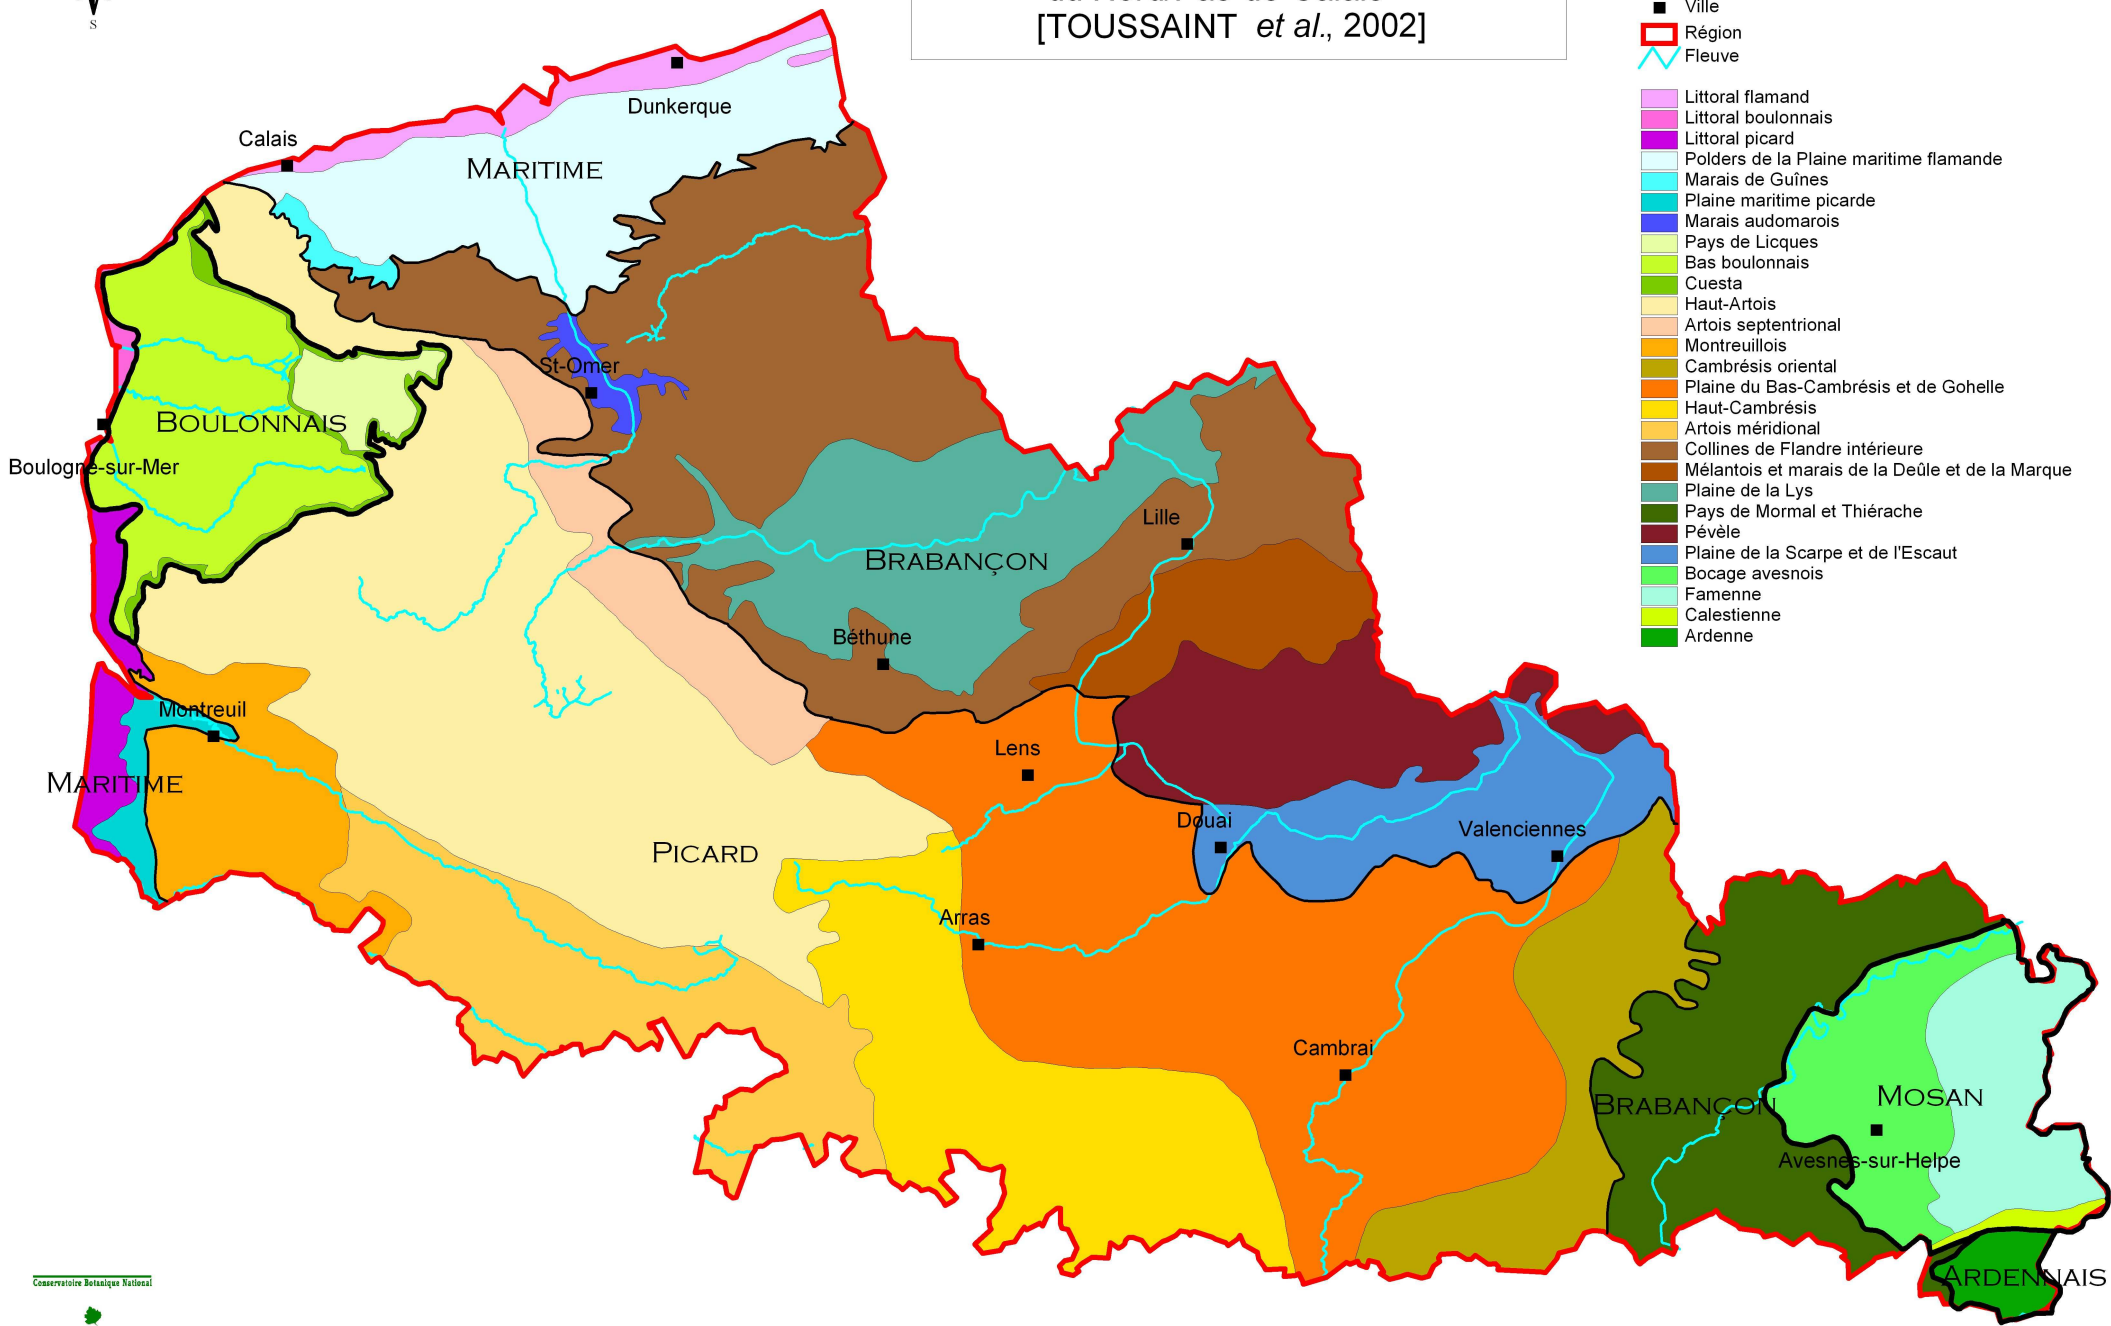 S
[TOUSSAINT et al., 2002]
Ville
Région
Fleuve
Littoral flamand
Littoral boulonnais
Littoral picard
Polders de la Plaine maritime flamande
Marais de Guînes
Plaine maritime picarde
Marais audomarois
Pays de Licques
Bas boulonnais
Cuesta
Haut-Artois
Artois septentrional
Montreuillois
Cambrésis oriental
Plaine du Bas-Cambrésis et de Gohelle
Haut-Cambrésis
Artois méridional
Collines de Flandre intérieure
Mélantois et marais de la Deûle et de la Marque
Plaine de la Lys
Pays de Mormal et Thiérache
Pévèle
Plaine de la Scarpe et de l'Escaut
Bocage avesnois
Famenne
Calestienne
Ardenne
Dunkerque
Calais
MARITIME
St-Omer
BOULONNAIS
Boulogne-sur-Mer
Lille
BRABANÇON
Béthune
Montreuil
Lens
MARITIME
Douai
Valenciennes
PICARD
Arras
Cambrai
BRABANÇON
MOSAN
Avesnes-sur-Helpe
ARDENNAIS
Conservatoire Botanique National